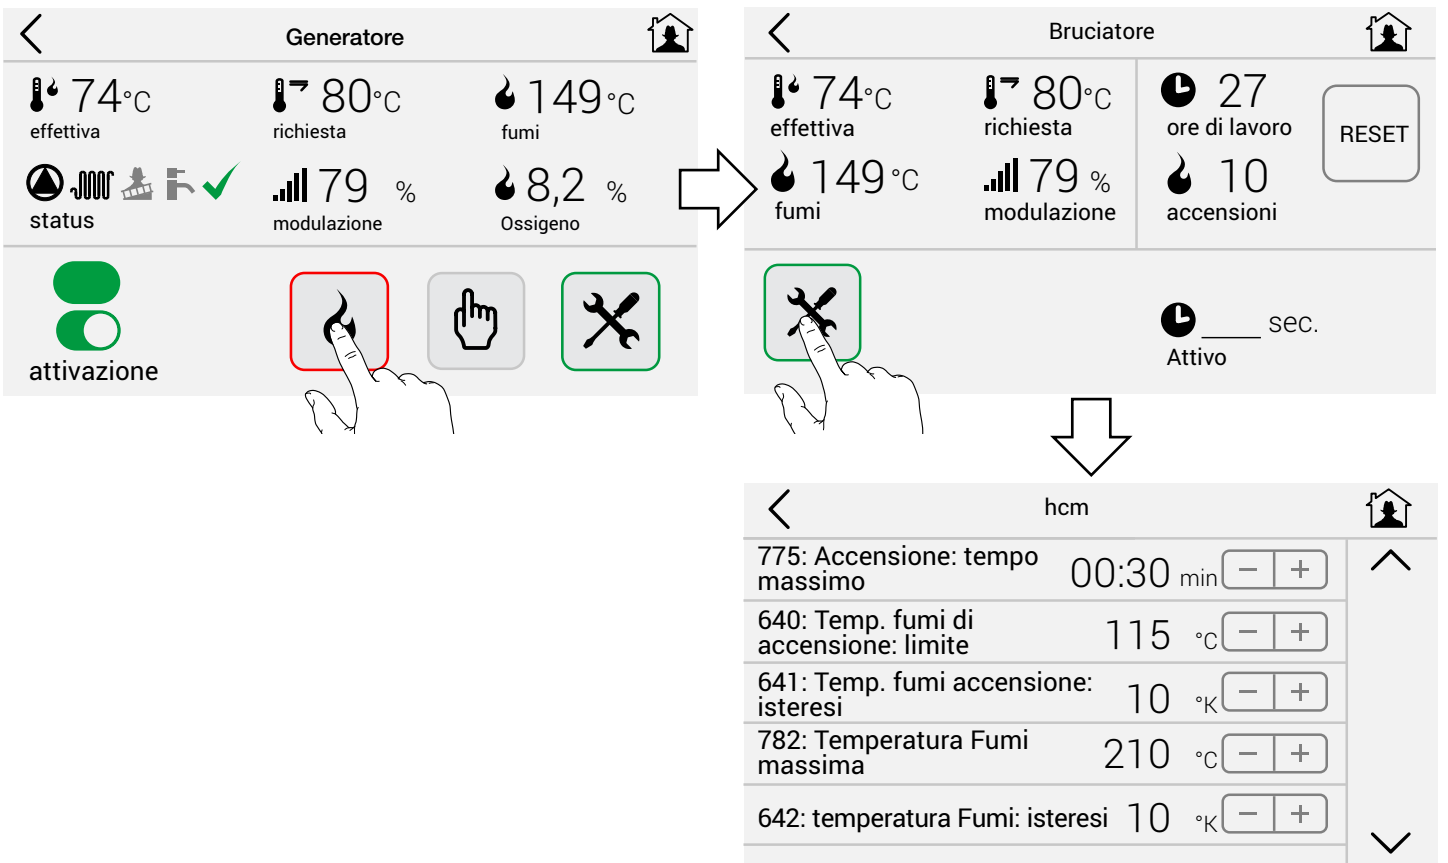 Generatore
74°C
effettiva
80°C
richiesta
149°C
fumi
status
79 %
modulazione
8,2 %
Ossigeno
attivazione
Bruciatore
74°C
effettiva
80°C
richiesta
27
ore di lavoro
RESET
149°C
fumi
79 %
modulazione
10
accensioni
_____ sec.
Attivo
hcm
775: Accensione: tempo
massimo
00:30 min − +
640: Temp. fumi di
accensione: limite
115 °C − +
641: Temp. fumi accensione:
isteresi
10 °K − +
782: Temperatura Fumi
massima
210 °C − +
642: temperatura Fumi: isteresi 10 °K − +